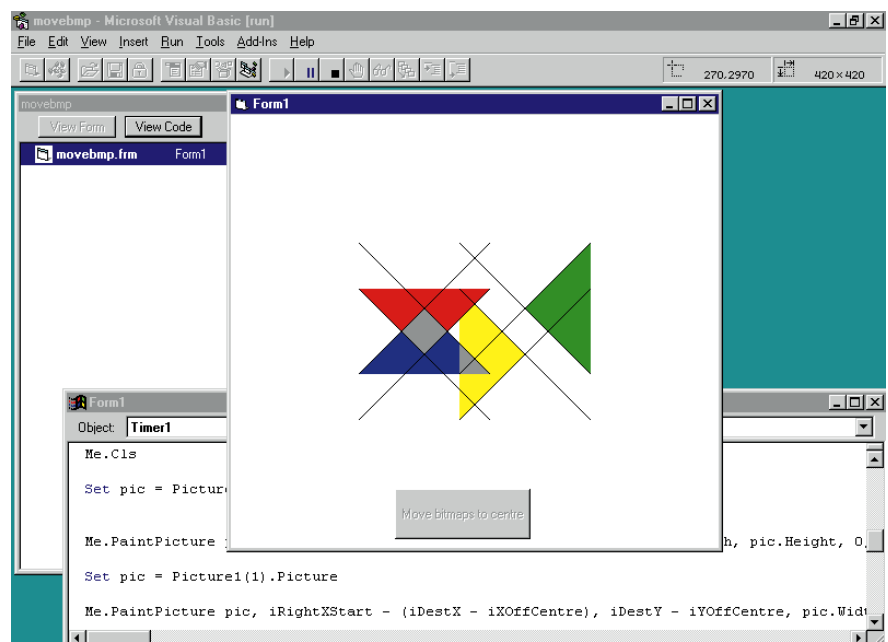 movebmp - Microsoft Visual Basic [run]
File Edit View Insert Run Tools Add-Ins Help
270,2970 420×420
movebmp
View Form View Code
movebmp.frm Form1
Form1
Move bitmaps to centre
Form1
Object: Timer1
Me.Cls
Set pic = Pictur
Me.PaintPicture h, pic.Height, 0,
Set pic = Picture1(1).Picture
Me.PaintPicture pic, iRightXStart - (iDestX - iXOffCentre), iDestY - iYOffCentre, pic.Widt